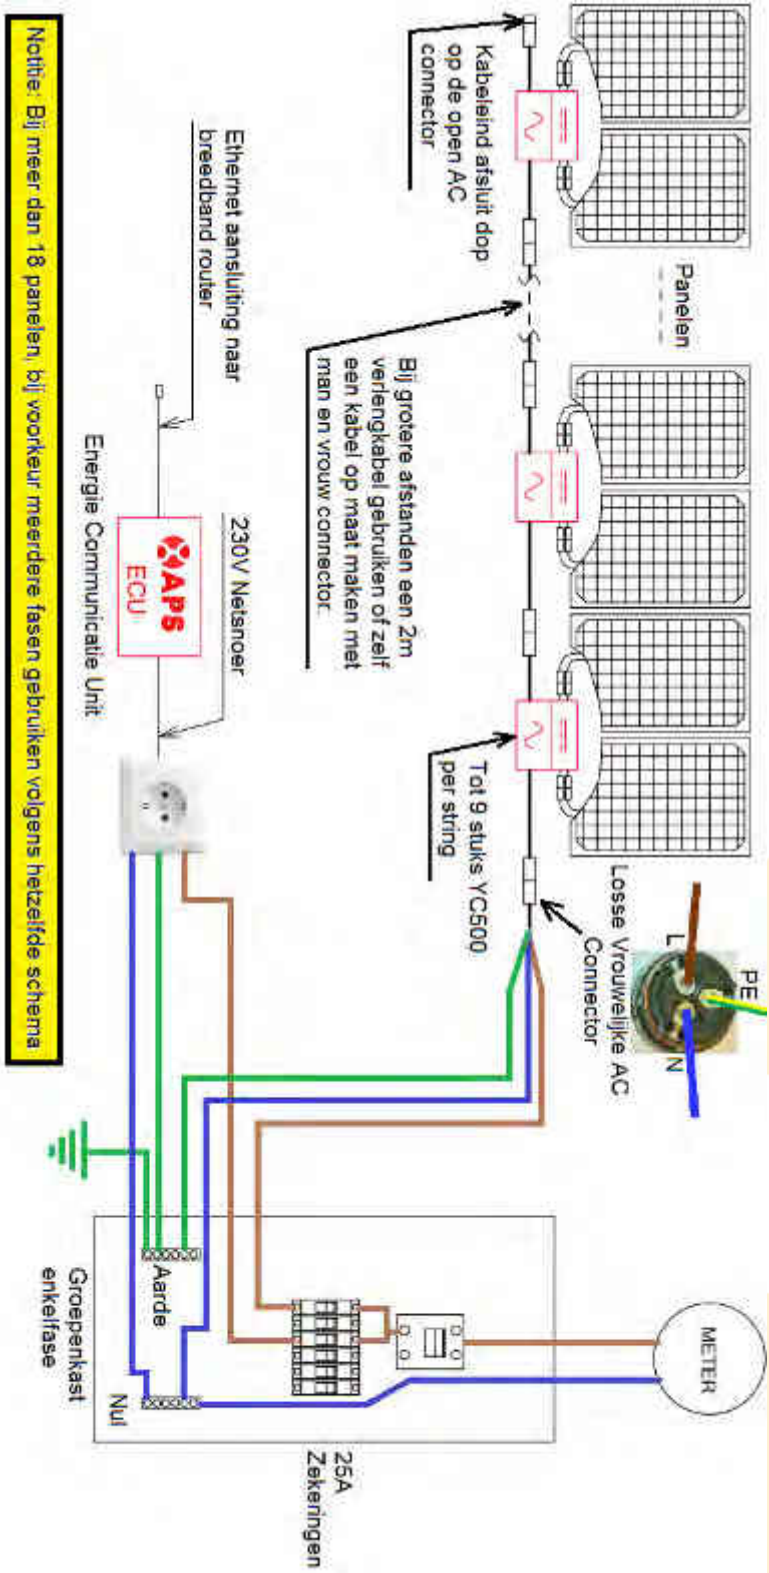 Panelen
Losse Vrouwelijke AC
Connector
PE
L
N
METER
Kabeleind afsluit dop
op de open AC
connector
Bij grotere afstanden een 2m
verlengkabel gebruiken of zelf
een kabel op maat maken met
man en vrouw connector.
Tot 9 stuks YC500
per string
25A
Zekeringen
Ethernet aansluiting naar
breedband router
230V Netsnoer
APS
ECU
Energie Communicatie Unit
Aarde
Nul
Groepenkast
enkelfase
Notitie: Bij meer dan 18 panelen, bij voorkeur meerdere fasen gebruiken volgens hetzelfde schema